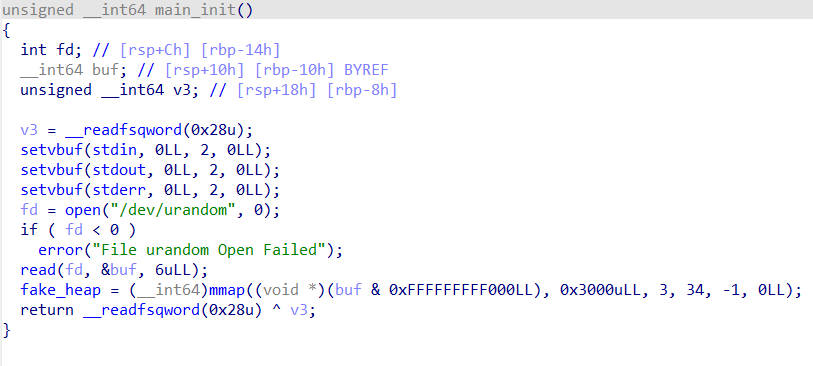 unsigned __int64 main_init()
{
  int fd; // [rsp+Ch] [rbp-14h]
  __int64 buf; // [rsp+10h] [rbp-10h] BYREF
  unsigned __int64 v3; // [rsp+18h] [rbp-8h]
  v3 = __readfsqword(0x28u);
  setvbuf(stdin, 0LL, 2, 0LL);
  setvbuf(stdout, 0LL, 2, 0LL);
  setvbuf(stderr, 0LL, 2, 0LL);
  fd = open("/dev/urandom", 0);
  if ( fd < 0 )
    error("File urandom Open Failed");
  read(fd, &buf, 6uLL);
  fake_heap = (__int64)mmap((void *)(buf & 0xFFFFFFFFF000LL), 0x3000uLL, 3, 34, -1, 0LL);
  return __readfsqword(0x28u) ^ v3;
}